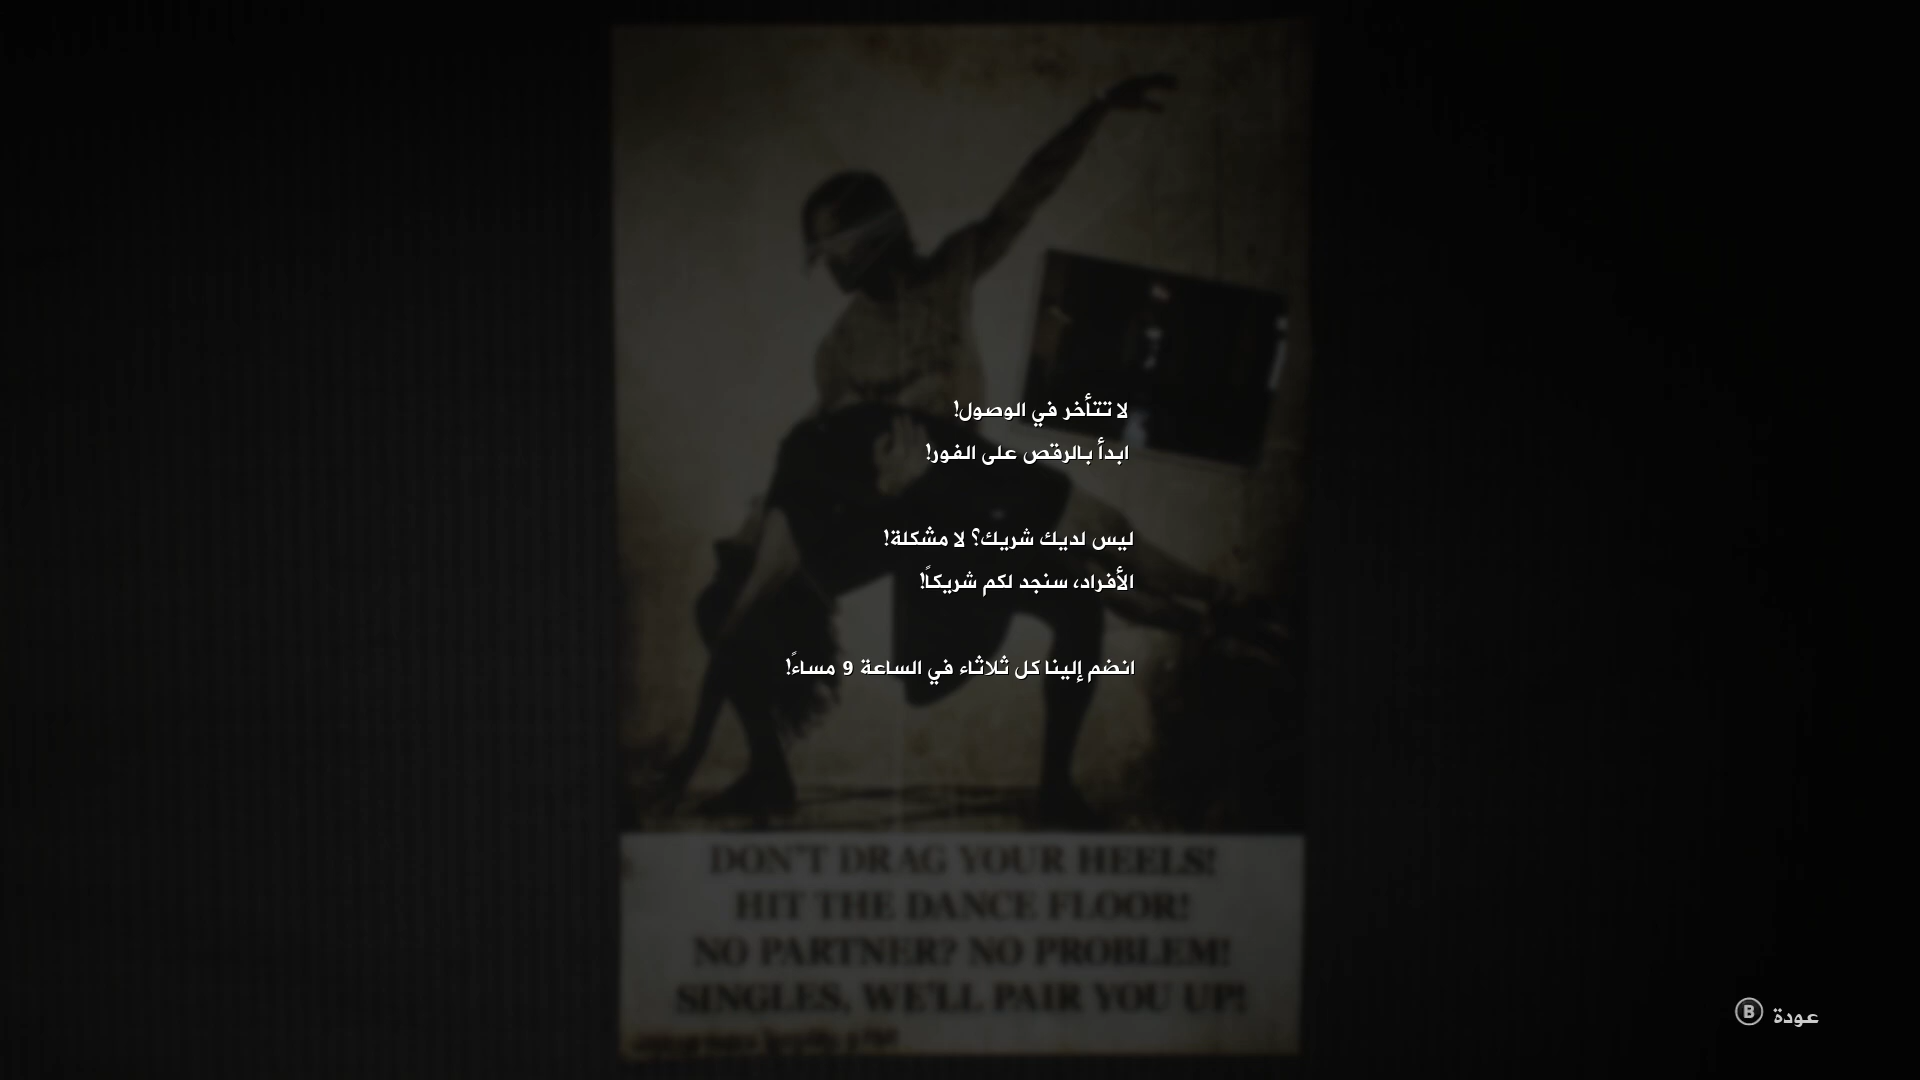 لا تتأخر في الوصول!
ابدأ بالرقص على الفور!
ليس لديك شريك؟ لا مشكلة!
الأفراد، سنجد لكم شريكاً!
انضم إلينا كل ثلاثاء في الساعة 9 مساءً!
DON'T DRAG YOUR HEELS!
HIT THE DANCE FLOOR!
NO PARTNER? NO PROBLEM!
SINGLES, WE'LL PAIR YOU UP!
B عودة